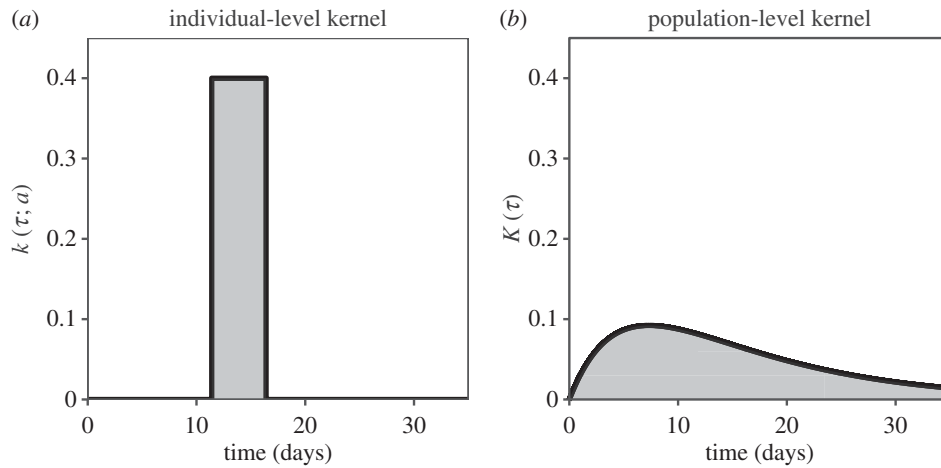 (a) individual-level kernel
0.4
0.3
0.2
0.1
0
k (τ; a)
0 10 20 30
time (days)
(b) population-level kernel
0.4
0.3
0.2
0.1
0
K (τ)
0 10 20 30
time (days)